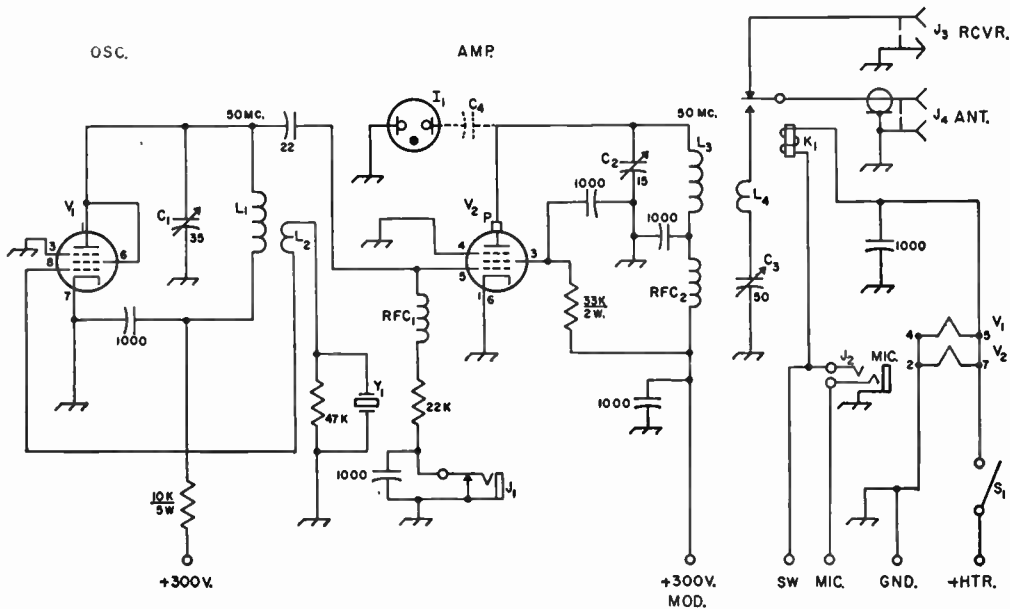 OSC.
AMP.
J3 RCVR.
J4 ANT.
50 MC.
22
I1
C4
50 MC.
L3
K1
V1
1
3
8
6
7
C1
35
L1
L2
1000
V2
P
4
5
3
1
6
1000
C2
15
1000
RFC2
L4
C3
50
1000
RFC1
33K
2W.
47K
Y1
22K
1000
J1
1000
J2
MIC.
4
5
V1
2
7
V2
S1
10K
5W
+300V.
+300V.
MOD.
SW
MIC.
GND.
+HTR.